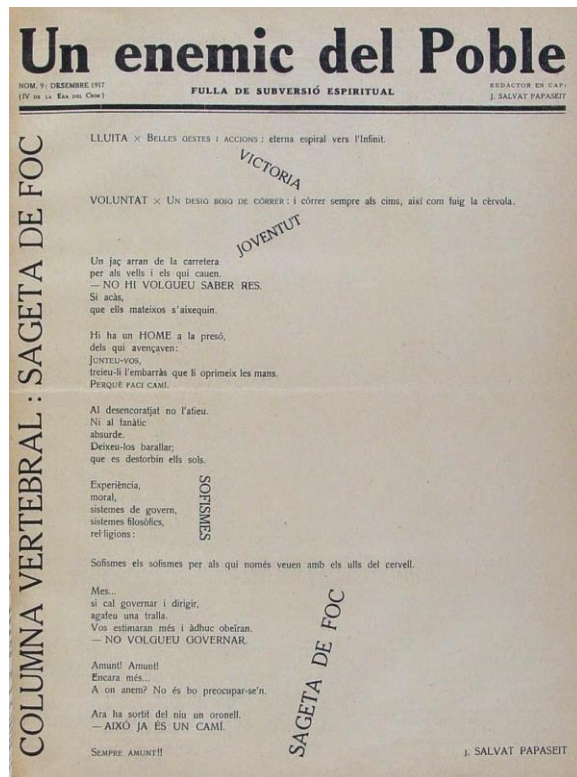 Un enemic del Poble
NOM. 9 : DESEMBRE 1917
(IV DE LA ERA DEL CRIM)
FULLA DE SUBVERSIÓ ESPIRITUAL
REDACTOR EN CAP:
J. SALVAT PAPASEIT
COLUMNA VERTEBRAL : SAGETA DE FOC
LLUITA × BELLES GESTES I ACCIONS : eterna espiral vers l'Infinit.
VICTORIA
VOLUNTAT × UN DESIG BOIG DE CÓRRER : i córrer sempre als cims, així com fuig la cèrvola.
JOVENTUT
Un jaç arran de la carretera
per als vells i els qui cauen.
— NO HI VOLGUEU SABER RES.
Si acàs,
que ells mateixos s'aixequin.
Hi ha un HOME a la presó,
dels qui avençaven:
JUNTEU-VOS,
treieu-li l'embarràs que li oprimeix les mans.
PERQUÈ FACI CAMÍ.
Al desencoratjat no l'atieu.
Ni al fanàtic
absurde.
Deixeu-los barallar;
que es destorbin ells sols.
Experiència,
moral,
sistemes de govern,
sistemes filosòfics,
rel·ligions :
SOFISMES
Sofismes els sofismes per als qui només veuen amb els ulls del cervell.
Mes...
si cal governar i dirigir,
agafeu una tralla.
Vos estimaran més i àdhuc obeïran.
— NO VOLGUEU GOVERNAR.
Amunt! Amunt!
Encara més...
A on anem? No és bo preocupar-se'n.
Ara ha sortit del niu un oronell.
— AIXÓ JA ÉS UN CAMÍ.
SEMPRE AMUNT!!
SAGETA DE FOC
J. SALVAT PAPASEIT